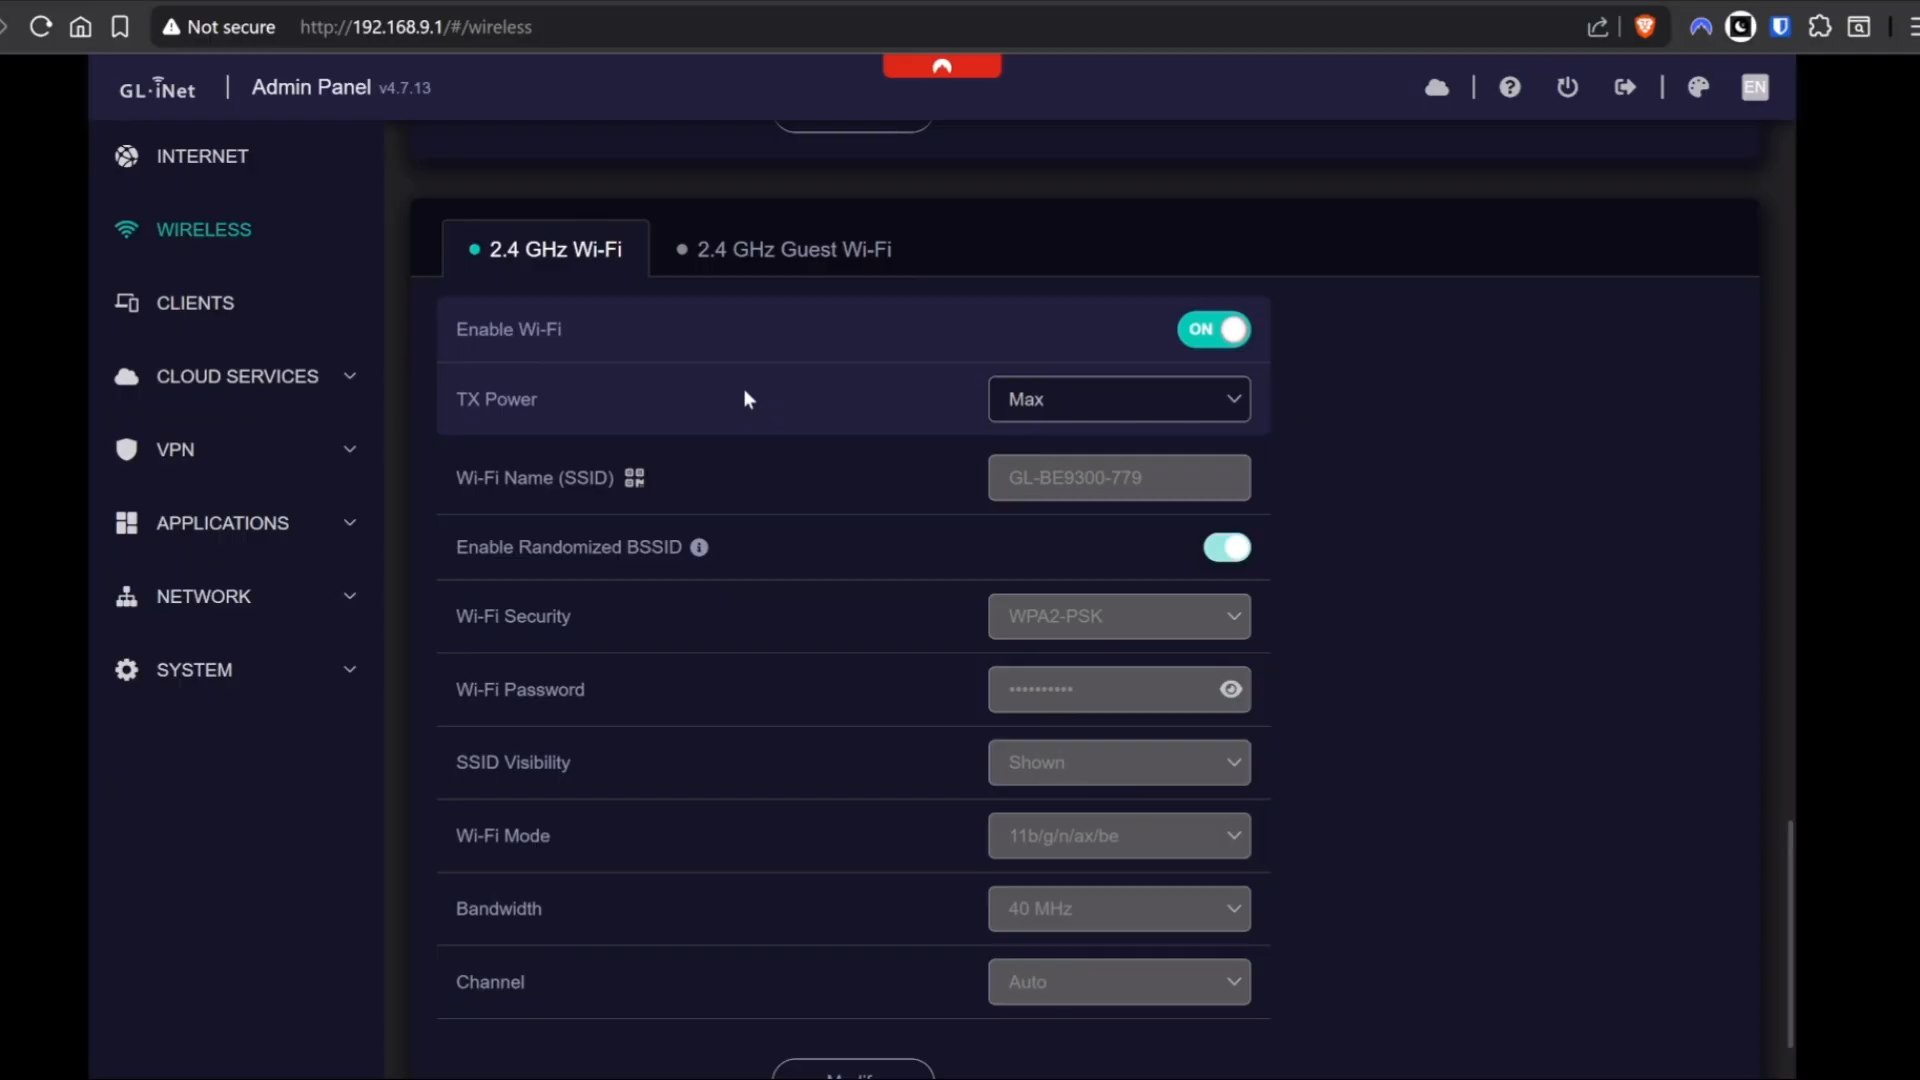 Not secure http://192.168.9.1/#/wireless
GL·iNet | Admin Panel v4.7.13
EN
INTERNET
WIRELESS
CLIENTS
CLOUD SERVICES
VPN
APPLICATIONS
NETWORK
SYSTEM
2.4 GHz Wi-Fi
2.4 GHz Guest Wi-Fi
Enable Wi-Fi ON
TX Power Max
Wi-Fi Name (SSID) GL-BE9300-779
Enable Randomized BSSID
Wi-Fi Security WPA2-PSK
Wi-Fi Password ••••••••••
SSID Visibility Shown
Wi-Fi Mode 11b/g/n/ax/be
Bandwidth 40 MHz
Channel Auto